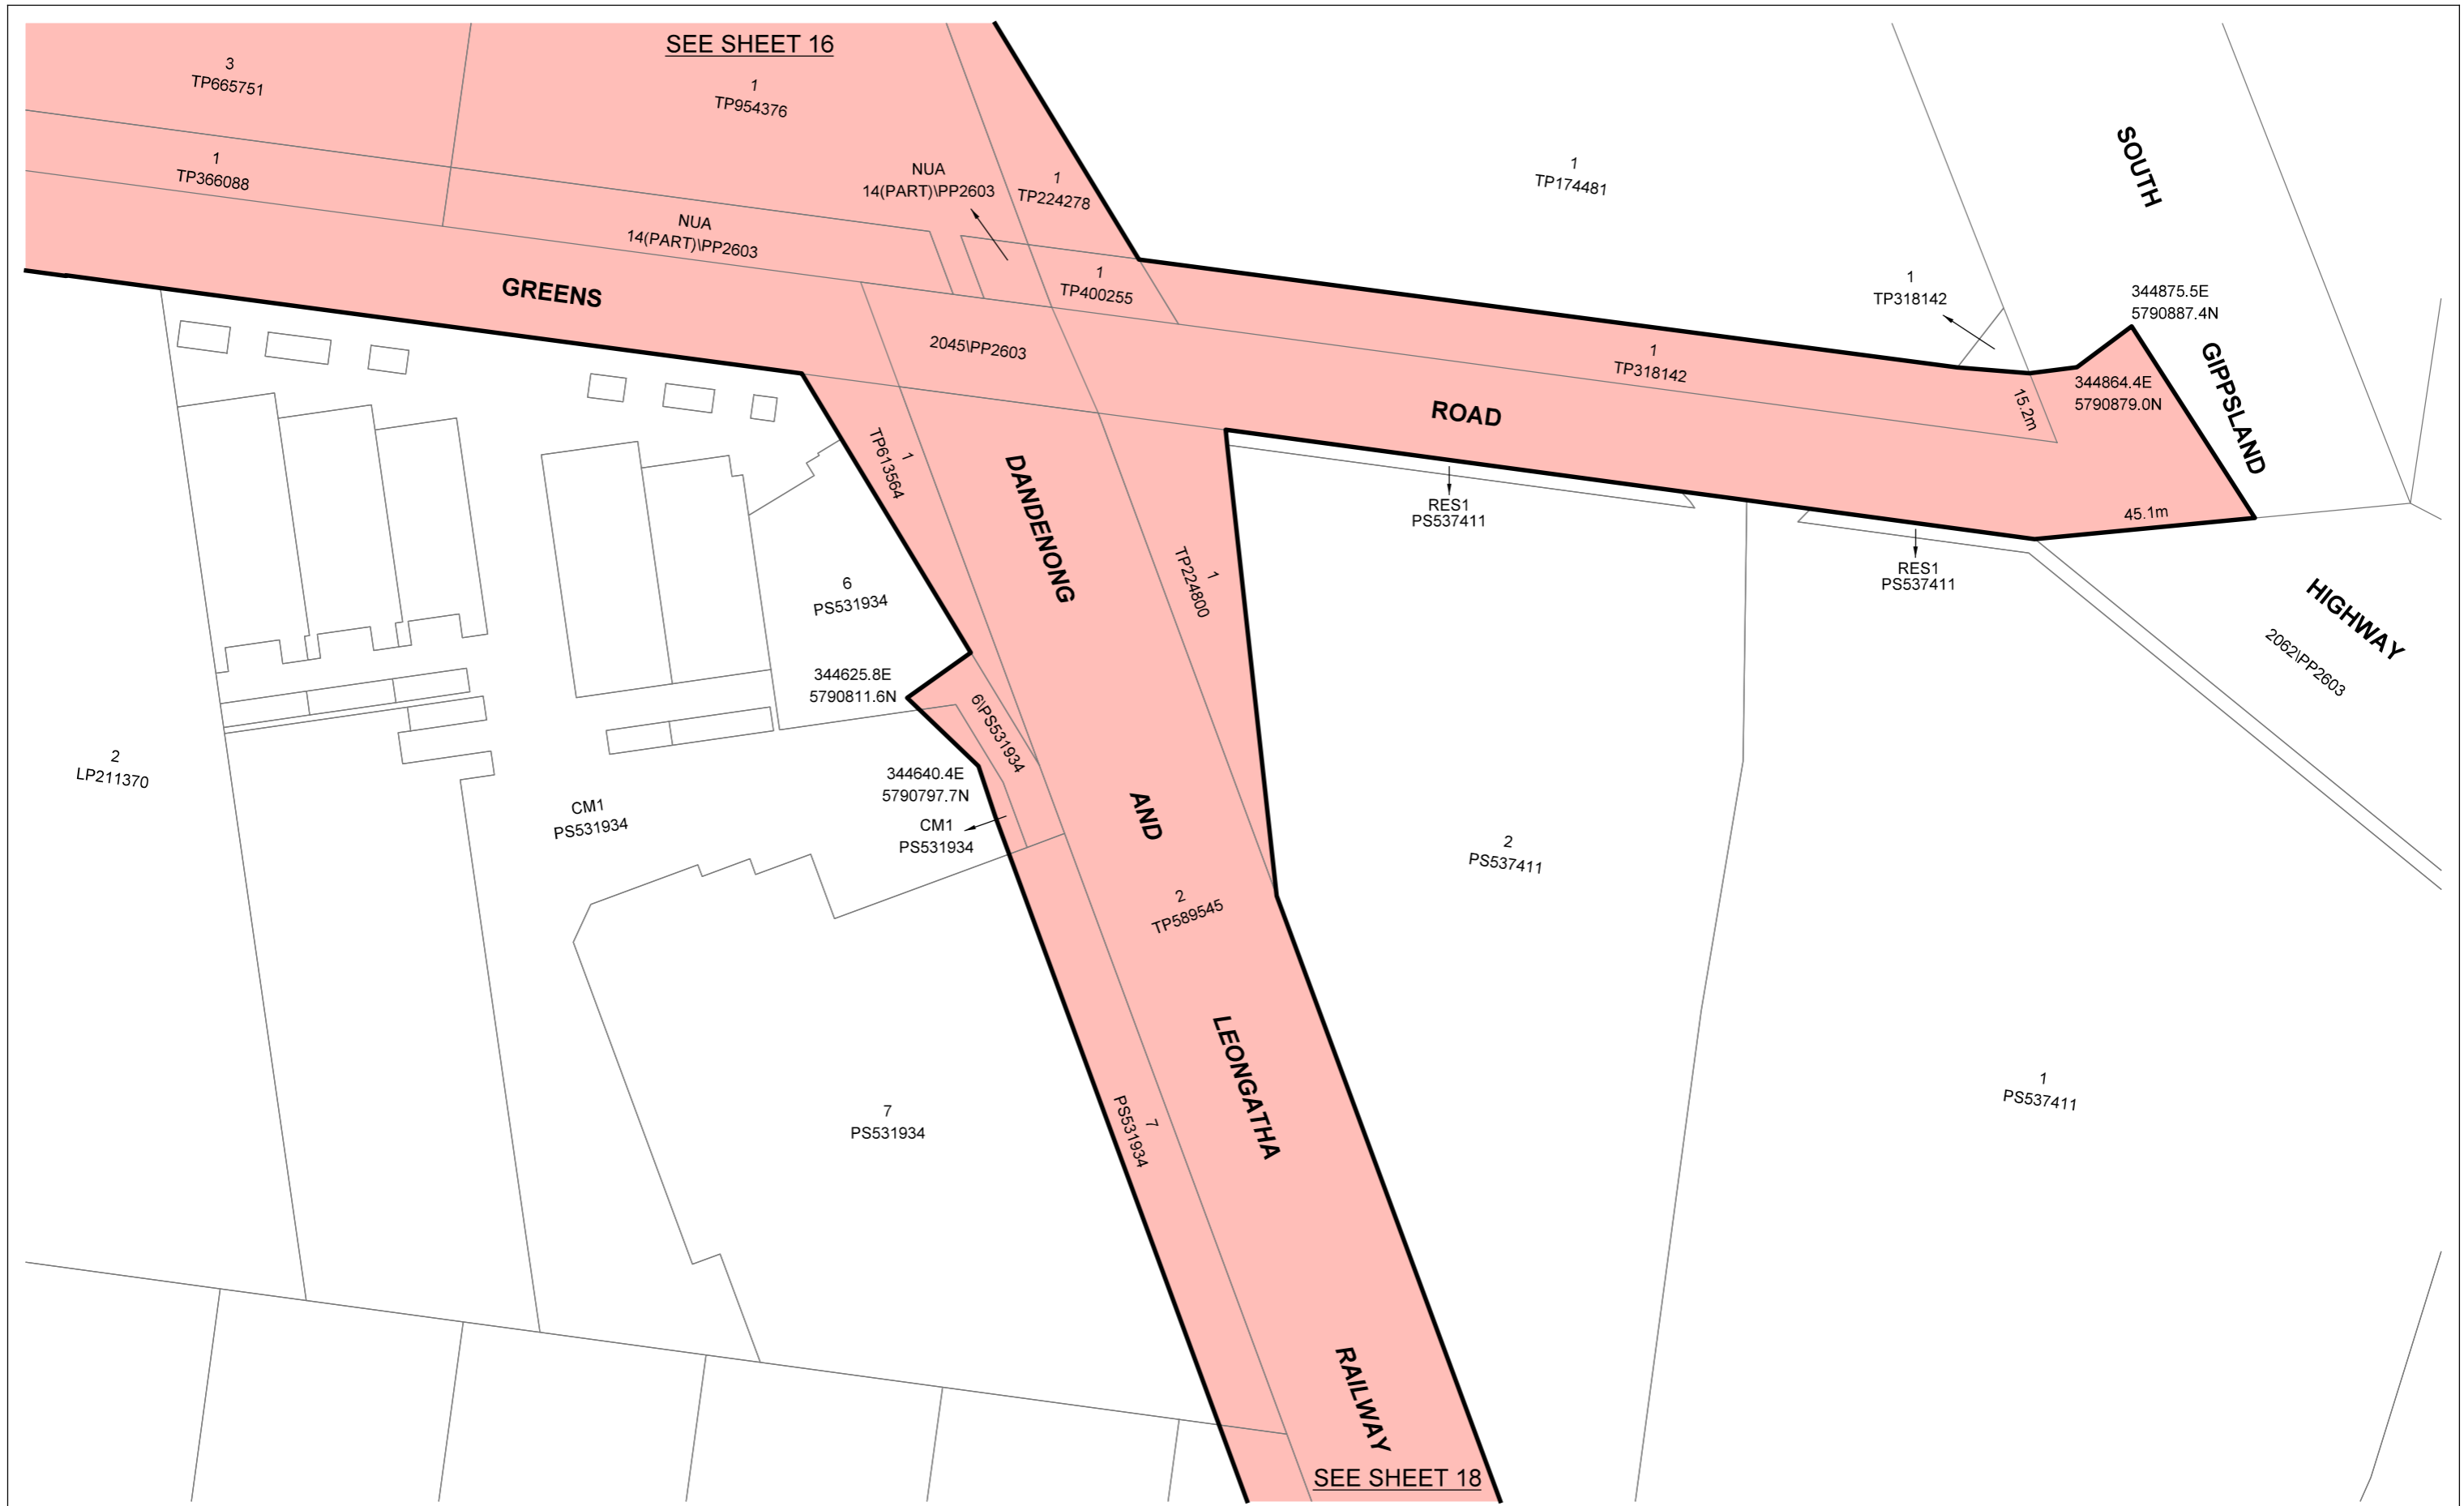 SEE SHEET 16
3
TP665751
1
TP954376
1
TP366088
NUA
14(PART)\PP2603
NUA
14(PART)\PP2603
1
TP224278
1
TP174481
SOUTH
GREENS
1
TP400255
1
TP318142
344875.5E
5790887.4N
2045\PP2603
1
TP318142
GIPPSLAND
344864.4E
5790879.0N
15.2m
ROAD
1
TP613564
DANDENONG
RES1
PS537411
45.1m
1
TP224800
RES1
PS537411
6
PS531934
HIGHWAY
2062\PP2603
344625.8E
5790811.6N
6\PS531934
2
LP211370
344640.4E
5790797.7N
CM1
PS531934
CM1
PS531934
AND
2
PS537411
2
TP589545
LEONGATHA
7
PS531934
7
PS531934
1
PS537411
RAILWAY
SEE SHEET 18